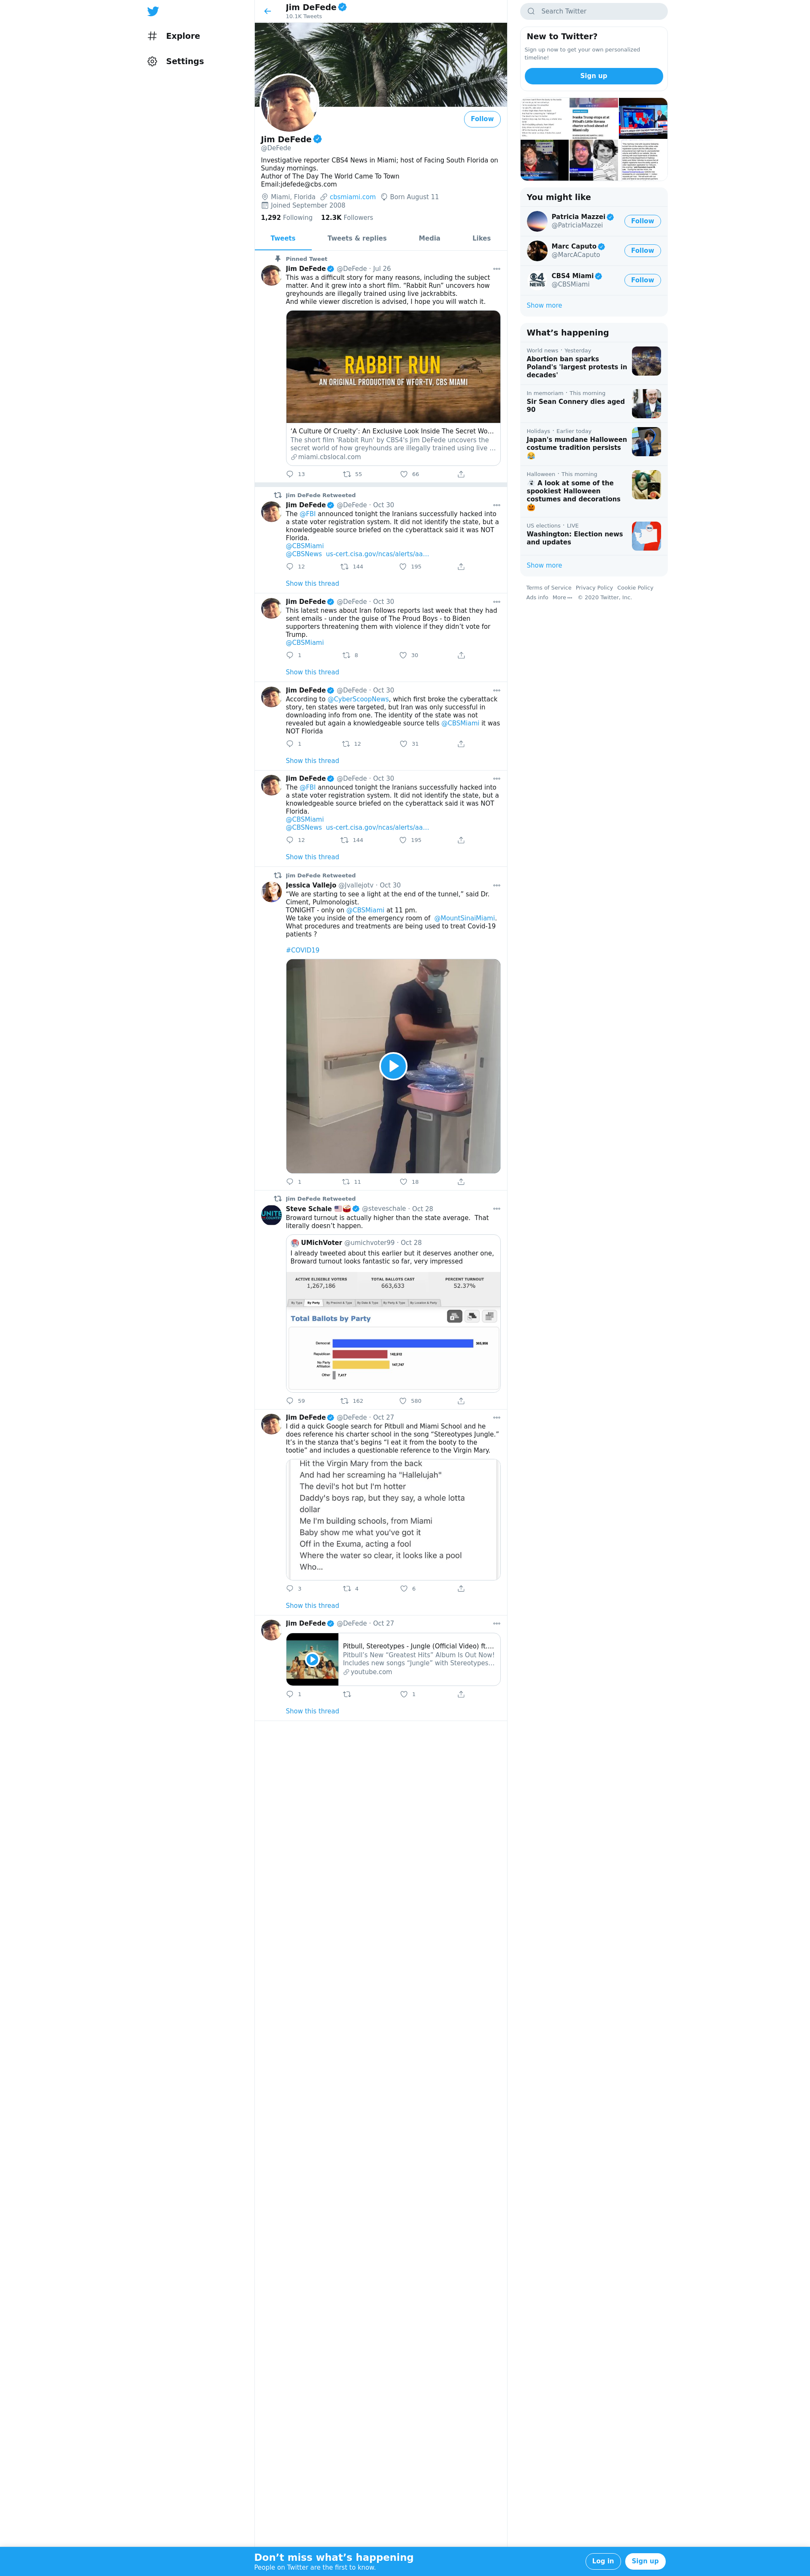 Explore
Settings
Jim DeFede
10.1K Tweets
Follow
Jim DeFede
@DeFede
Investigative reporter CBS4 News in Miami; host of Facing South Florida on
Sunday mornings.
Author of The Day The World Came To Town
Email:jdefede@cbs.com
Miami, Florida cbsmiami.com Born August 11
Joined September 2008
1,292 Following 12.3K Followers
Tweets Tweets & replies Media Likes
Pinned Tweet
Jim DeFede @DeFede · Jul 26
This was a difficult story for many reasons, including the subject
matter. And it grew into a short film. “Rabbit Run” uncovers how
greyhounds are illegally trained using live jackrabbits.
And while viewer discretion is advised, I hope you will watch it.
RABBIT RUN
AN ORIGINAL PRODUCTION OF WFOR-TV, CBS MIAMI
‘A Culture Of Cruelty’: An Exclusive Look Inside The Secret Wo...
The short film ‘Rabbit Run’ by CBS4’s Jim DeFede uncovers the
secret world of how greyhounds are illegally trained using live ...
miami.cbslocal.com
13 55 66
Jim DeFede Retweeted
Jim DeFede @DeFede · Oct 30
The @FBI announced tonight the Iranians successfully hacked into
a state voter registration system. It did not identify the state, but a
knowledgeable source briefed on the cyberattack said it was NOT
Florida.
@CBSMiami
@CBSNews us-cert.cisa.gov/ncas/alerts/aa...
12 144 195
Show this thread
Jim DeFede @DeFede · Oct 30
This latest news about Iran follows reports last week that they had
sent emails - under the guise of The Proud Boys - to Biden
supporters threatening them with violence if they didn’t vote for
Trump.
@CBSMiami
1 8 30
Show this thread
Jim DeFede @DeFede · Oct 30
According to @CyberScoopNews, which first broke the cyberattack
story, ten states were targeted, but Iran was only successful in
downloading info from one. The identity of the state was not
revealed but again a knowledgeable source tells @CBSMiami it was
NOT Florida
1 12 31
Show this thread
Jim DeFede @DeFede · Oct 30
The @FBI announced tonight the Iranians successfully hacked into
a state voter registration system. It did not identify the state, but a
knowledgeable source briefed on the cyberattack said it was NOT
Florida.
@CBSMiami
@CBSNews us-cert.cisa.gov/ncas/alerts/aa...
12 144 195
Show this thread
Jim DeFede Retweeted
Jessica Vallejo @Jvallejotv · Oct 30
“We are starting to see a light at the end of the tunnel,” said Dr.
Ciment, Pulmonologist.
TONIGHT - only on @CBSMiami at 11 pm.
We take you inside of the emergency room of @MountSinaiMiami.
What procedures and treatments are being used to treat Covid-19
patients ?
#COVID19
1 11 18
Jim DeFede Retweeted
Steve Schale @steveschale · Oct 28
Broward turnout is actually higher than the state average. That
literally doesn’t happen.
UMichVoter @umichvoter99 · Oct 28
I already tweeted about this earlier but it deserves another one,
Broward turnout looks fantastic so far, very impressed
ACTIVE ELIGIBLE VOTERS TOTAL BALLOTS CAST PERCENT TURNOUT
1,267,186 663,633 52.37%
By Type By Party By Precinct & Type By Date & Type By Party & Type By Location & Party
Total Ballots by Party
Democrat
Republican
No Party
Affiliation
Other
59 162 580
Jim DeFede @DeFede · Oct 27
I did a quick Google search for Pitbull and Miami School and he
does reference his charter school in the song “Stereotypes Jungle.”
It’s in the stanza that’s begins “I eat it from the booty to the
tootie” and includes a questionable reference to the Virgin Mary.
Hit the Virgin Mary from the back
And had her screaming ha "Hallelujah"
The devil's hot but I'm hotter
Daddy's boys rap, but they say, a whole lotta
dollar
Me I'm building schools, from Miami
Baby show me what you've got it
Off in the Exuma, acting a fool
Where the water so clear, it looks like a pool
Who...
3 4 6
Show this thread
Jim DeFede @DeFede · Oct 27
Pitbull, Stereotypes - Jungle (Official Video) ft....
Pitbull’s New “Greatest Hits” Album Is Out Now!
Includes new songs “Jungle” with Stereotypes...
youtube.com
1 1
Show this thread
Search Twitter
New to Twitter?
Sign up now to get your own personalized
timeline!
Sign up
You might like
Patricia Mazzei
@PatriciaMazzei
Follow
Marc Caputo
@MarcACaputo
Follow
CBS4 Miami
@CBSMiami
Follow
Show more
What’s happening
World news · Yesterday
Abortion ban sparks
Poland's 'largest protests in
decades'
In memoriam · This morning
Sir Sean Connery dies aged
90
Holidays · Earlier today
Japan's mundane Halloween
costume tradition persists
Halloween · This morning
A look at some of the
spookiest Halloween
costumes and decorations
US elections · LIVE
Washington: Election news
and updates
Show more
Terms of Service Privacy Policy Cookie Policy
Ads info More © 2020 Twitter, Inc.
Don’t miss what’s happening
People on Twitter are the first to know.
Log in Sign up